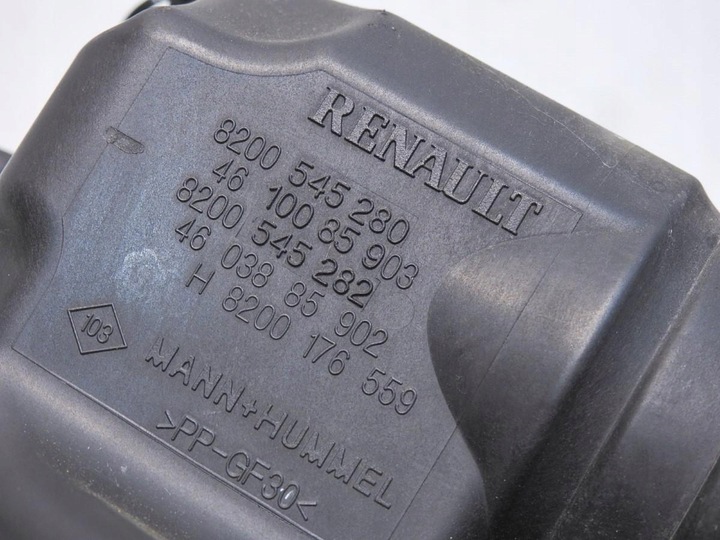 RENAULT
8200 545 280
46 100 85 903
8200 545 282
46 038 85 902
H 8200 176 559
103
MANN+HUMMEL
>PP-GF30<